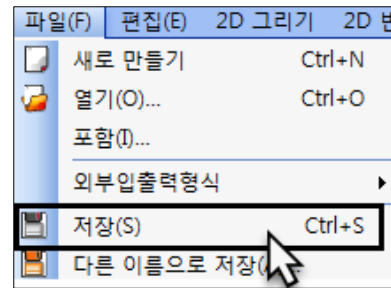 파일(F) 편집(E) 2D 그리기 2D
새로 만들기 Ctrl+N
열기(O)... Ctrl+O
포함(I)...
외부입출력형식
저장(S) Ctrl+S
다른 이름으로 저장(